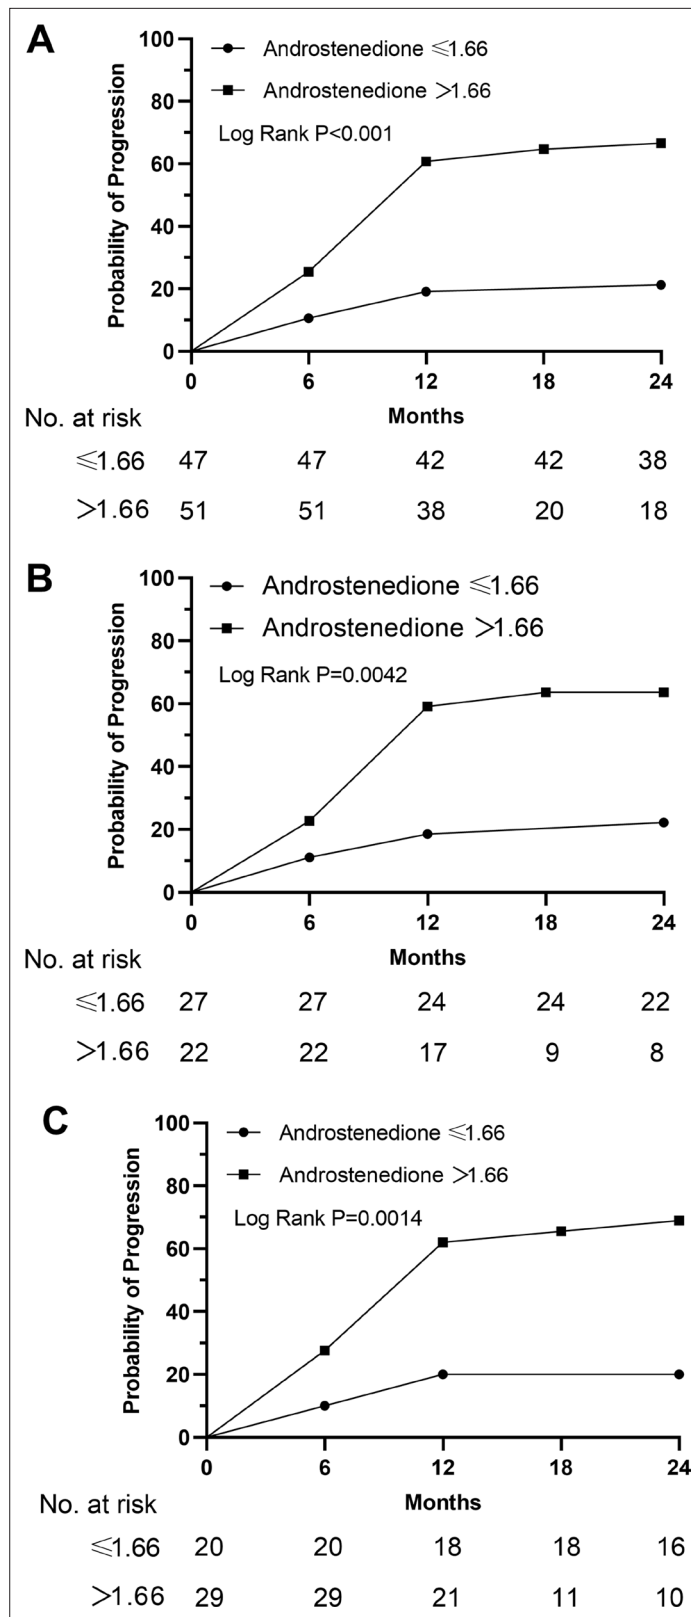 A
100
80
60
40
20
0
Probability of Progression
Androstenedione ⩽1.66
Androstenedione >1.66
Log Rank P<0.001
0 6 12 18 24
Months
No. at risk
⩽1.66 47 47 42 42 38
>1.66 51 51 38 20 18
B
100
80
60
40
20
0
Probability of Progression
Androstenedione ⩽1.66
Androstenedione >1.66
Log Rank P=0.0042
0 6 12 18 24
Months
No. at risk
⩽1.66 27 27 24 24 22
>1.66 22 22 17 9 8
C
100
80
60
40
20
0
Probability of Progression
Androstenedione ⩽1.66
Androstenedione >1.66
Log Rank P=0.0014
0 6 12 18 24
Months
No. at risk
⩽1.66 20 20 18 18 16
>1.66 29 29 21 11 10